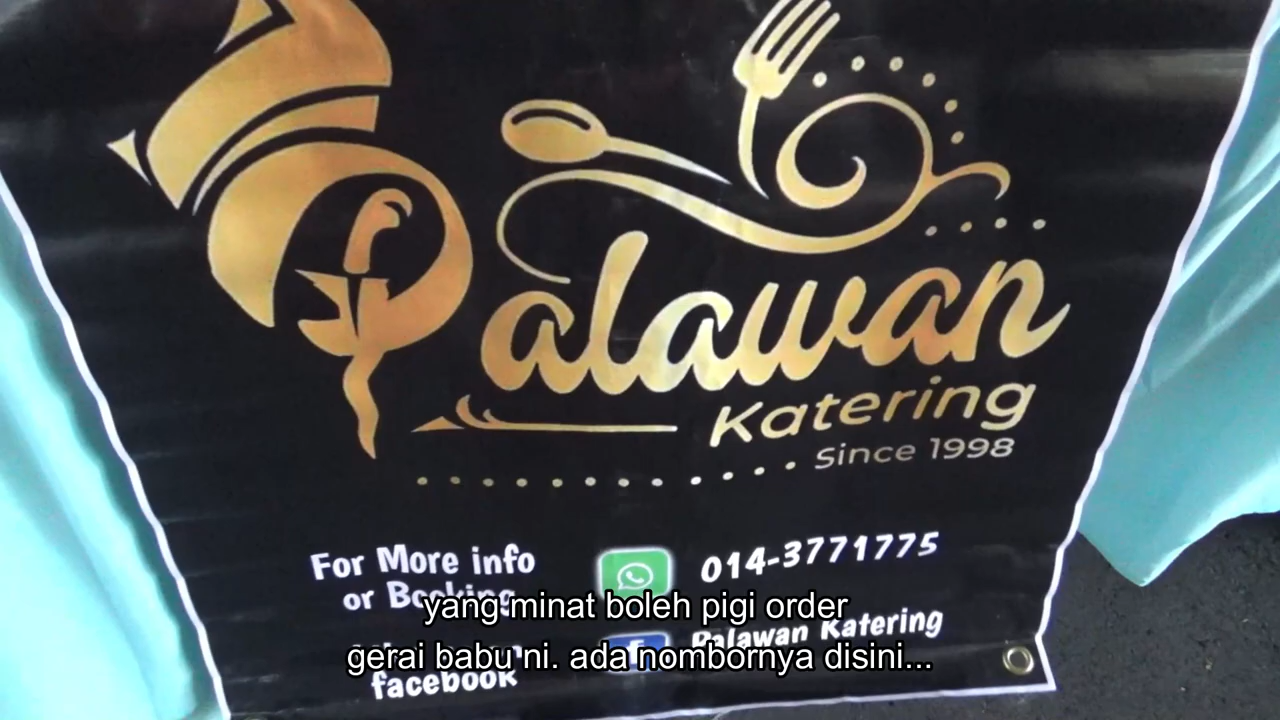 Palawan
Katering
Since 1998
For More info
or Booking
014-3771775
Palawan Katering
facebook
yang minat boleh pigi order
gerai babu ni. ada nombornya disini...